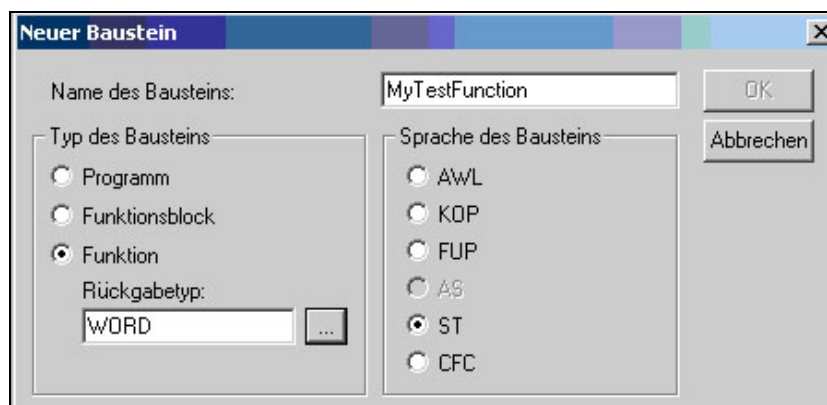 Neuer Baustein
Name des Bausteins: MyTestFunction OK
Abbrechen
Typ des Bausteins
Programm
Funktionsblock
Funktion
Rückgabetyp:
WORD ...
Sprache des Bausteins
AWL
KOP
FUP
AS
ST
CFC